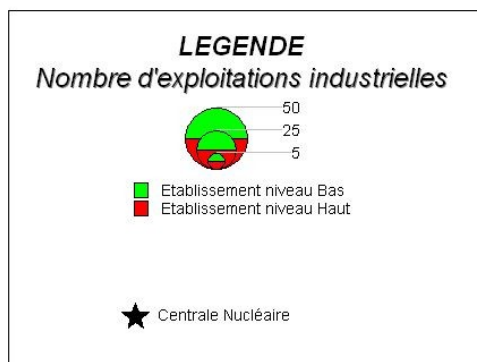 LEGENDE
Nombre d'exploitations industrielles
50
25
5
Etablissement niveau Bas
Etablissement niveau Haut
Centrale Nucléaire